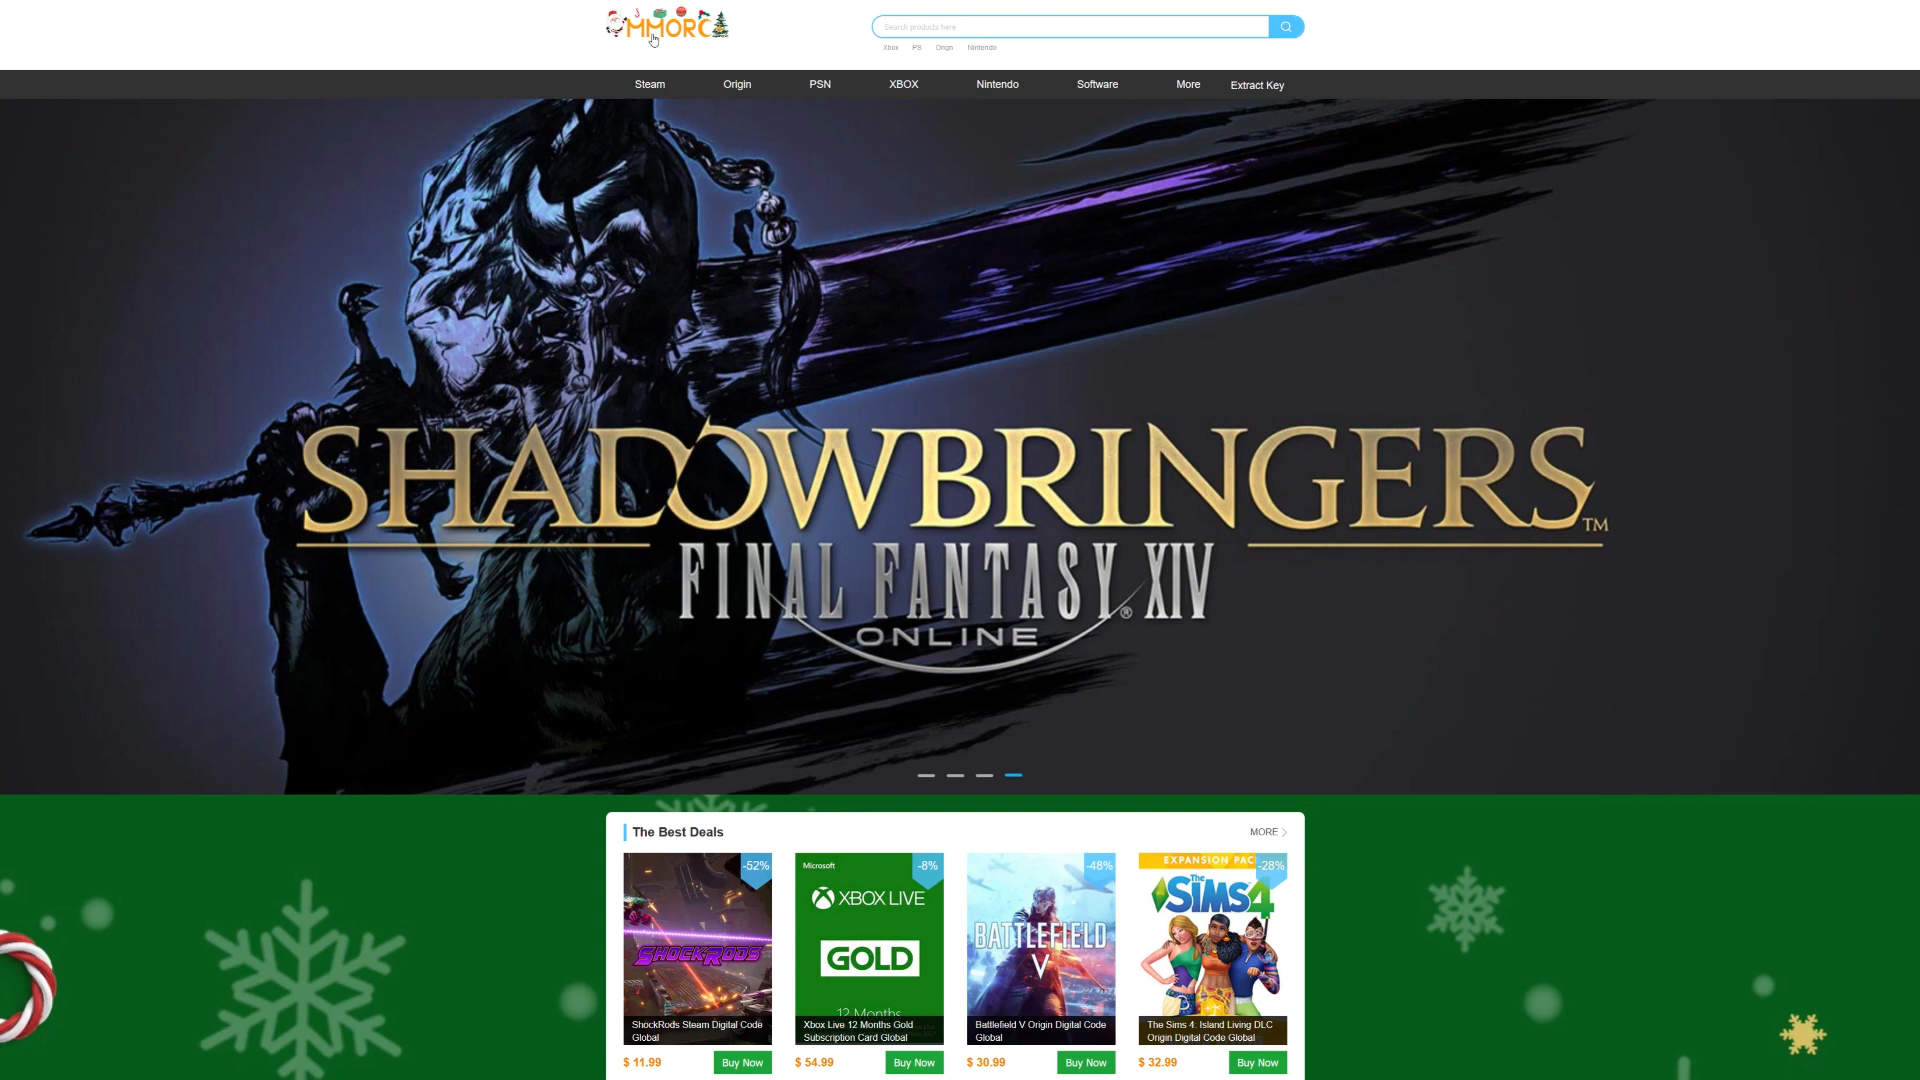 MMORC
Search products here
Xbox PS Origin Nintendo
Steam Origin PSN XBOX Nintendo Software More Extract Key
SHADOWBRINGERS™
FINAL FANTASY® XIV
ONLINE
The Best Deals
MORE
-52%
SHOCKRODS
ShockRods Steam Digital Code
Global
$ 11.99 Buy Now
Microsoft
-8%
XBOX LIVE
GOLD
12 Months
Xbox Live 12 Months Gold
Subscription Card Global
$ 54.99 Buy Now
-48%
BATTLEFIELD
V
Battlefield V Origin Digital Code
Global
$ 30.99 Buy Now
EXPANSION PAC
-28%
The
SIMS 4
The Sims 4: Island Living DLC
Origin Digital Code Global
$ 32.99 Buy Now